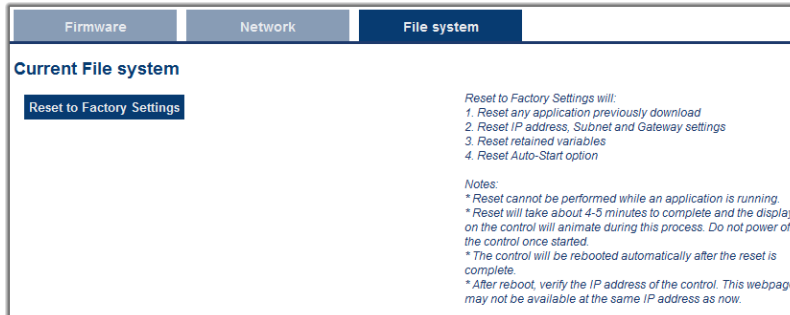 Firmware Network File system
Current File system
Reset to Factory Settings
Reset to Factory Settings will:
1. Reset any application previously download
2. Reset IP address, Subnet and Gateway settings
3. Reset retained variables
4. Reset Auto-Start option
Notes:
* Reset cannot be performed while an application is running.
* Reset will take about 4-5 minutes to complete and the display
on the control will animate during this process. Do not power of
the control once started.
* The control will be rebooted automatically after the reset is
complete.
* After reboot, verify the IP address of the control. This webpage
may not be available at the same IP address as now.